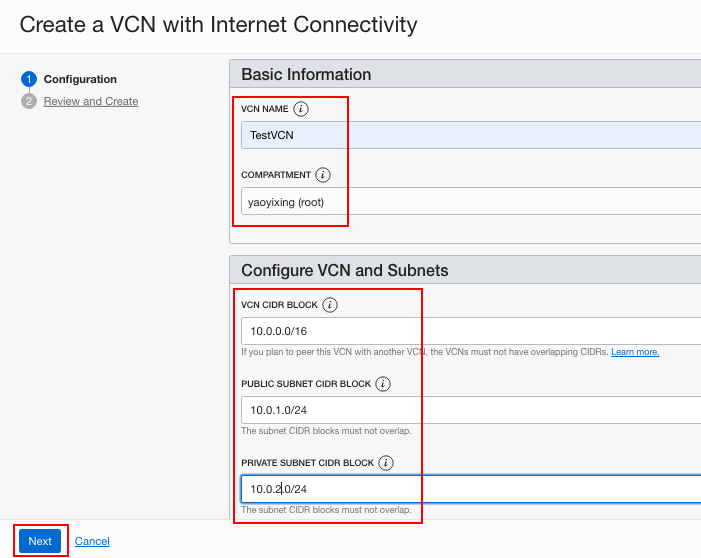 Create a VCN with Internet Connectivity
1 Configuration
2 Review and Create
Basic Information
VCN NAME i
TestVCN
COMPARTMENT i
yaoyixing (root)
Configure VCN and Subnets
VCN CIDR BLOCK i
10.0.0.0/16
If you plan to peer this VCN with another VCN, the VCNs must not have overlapping CIDRs. Learn more.
PUBLIC SUBNET CIDR BLOCK i
10.0.1.0/24
The subnet CIDR blocks must not overlap.
PRIVATE SUBNET CIDR BLOCK i
10.0.2.0/24
The subnet CIDR blocks must not overlap.
Next Cancel